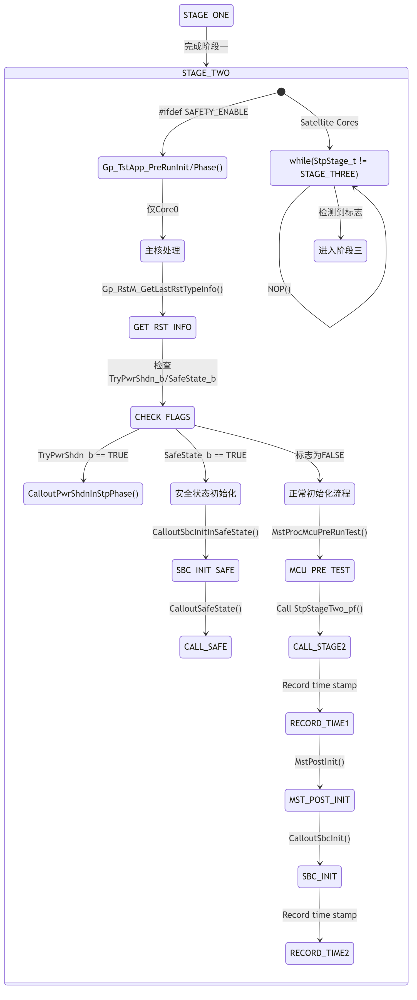 STAGE_ONE
完成阶段一
STAGE_TWO
#ifdef SAFETY_ENABLE
Satellite Cores
Gp_TstApp_PreRunInit/Phase()
while(StpStage_t !=
STAGE_THREE)
仅Core0
检测到标志
主核处理
进入阶段三
Gp_RstM_GetLastRstTypeInfo()
NOP()
GET_RST_INFO
检查
TryPwrShdn_b/SafeState_b
CHECK_FLAGS
TryPwrShdn_b == TRUE
SafeState_b == TRUE
标志为FALSE
CalloutPwrShdnInStpPhase()
安全状态初始化
正常初始化流程
CalloutSbcInitInSafeState()
MstProcMcuPreRunTest()
SBC_INIT_SAFE
MCU_PRE_TEST
CalloutSafeState()
Call StpStageTwo_pf()
CALL_SAFE
CALL_STAGE2
Record time stamp
RECORD_TIME1
MstPostInit()
MST_POST_INIT
CalloutSbcInit()
SBC_INIT
Record time stamp
RECORD_TIME2